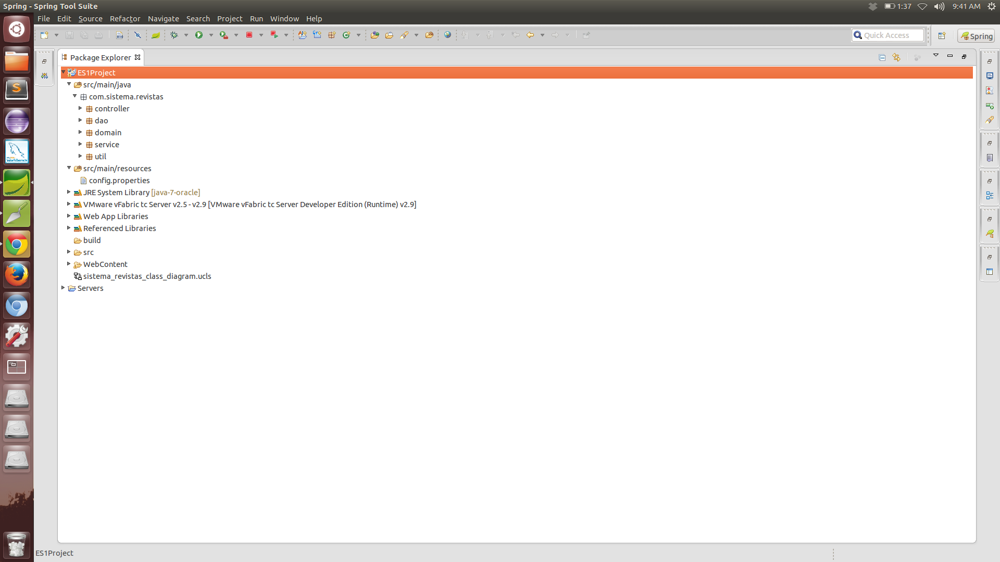 Spring - Spring Tool Suite
1:37
9:41 AM
File Edit Source Refactor Navigate Search Project Run Window Help
Quick Access
Spring
Package Explorer
ES1Project
src/main/java
com.sistema.revistas
controller
dao
domain
service
util
src/main/resources
config.properties
JRE System Library [java-7-oracle]
VMware vFabric tc Server v2.5 - v2.9 [VMware vFabric tc Server Developer Edition (Runtime) v2.9]
Web App Libraries
Referenced Libraries
build
src
WebContent
sistema_revistas_class_diagram.ucls
Servers
ES1Project